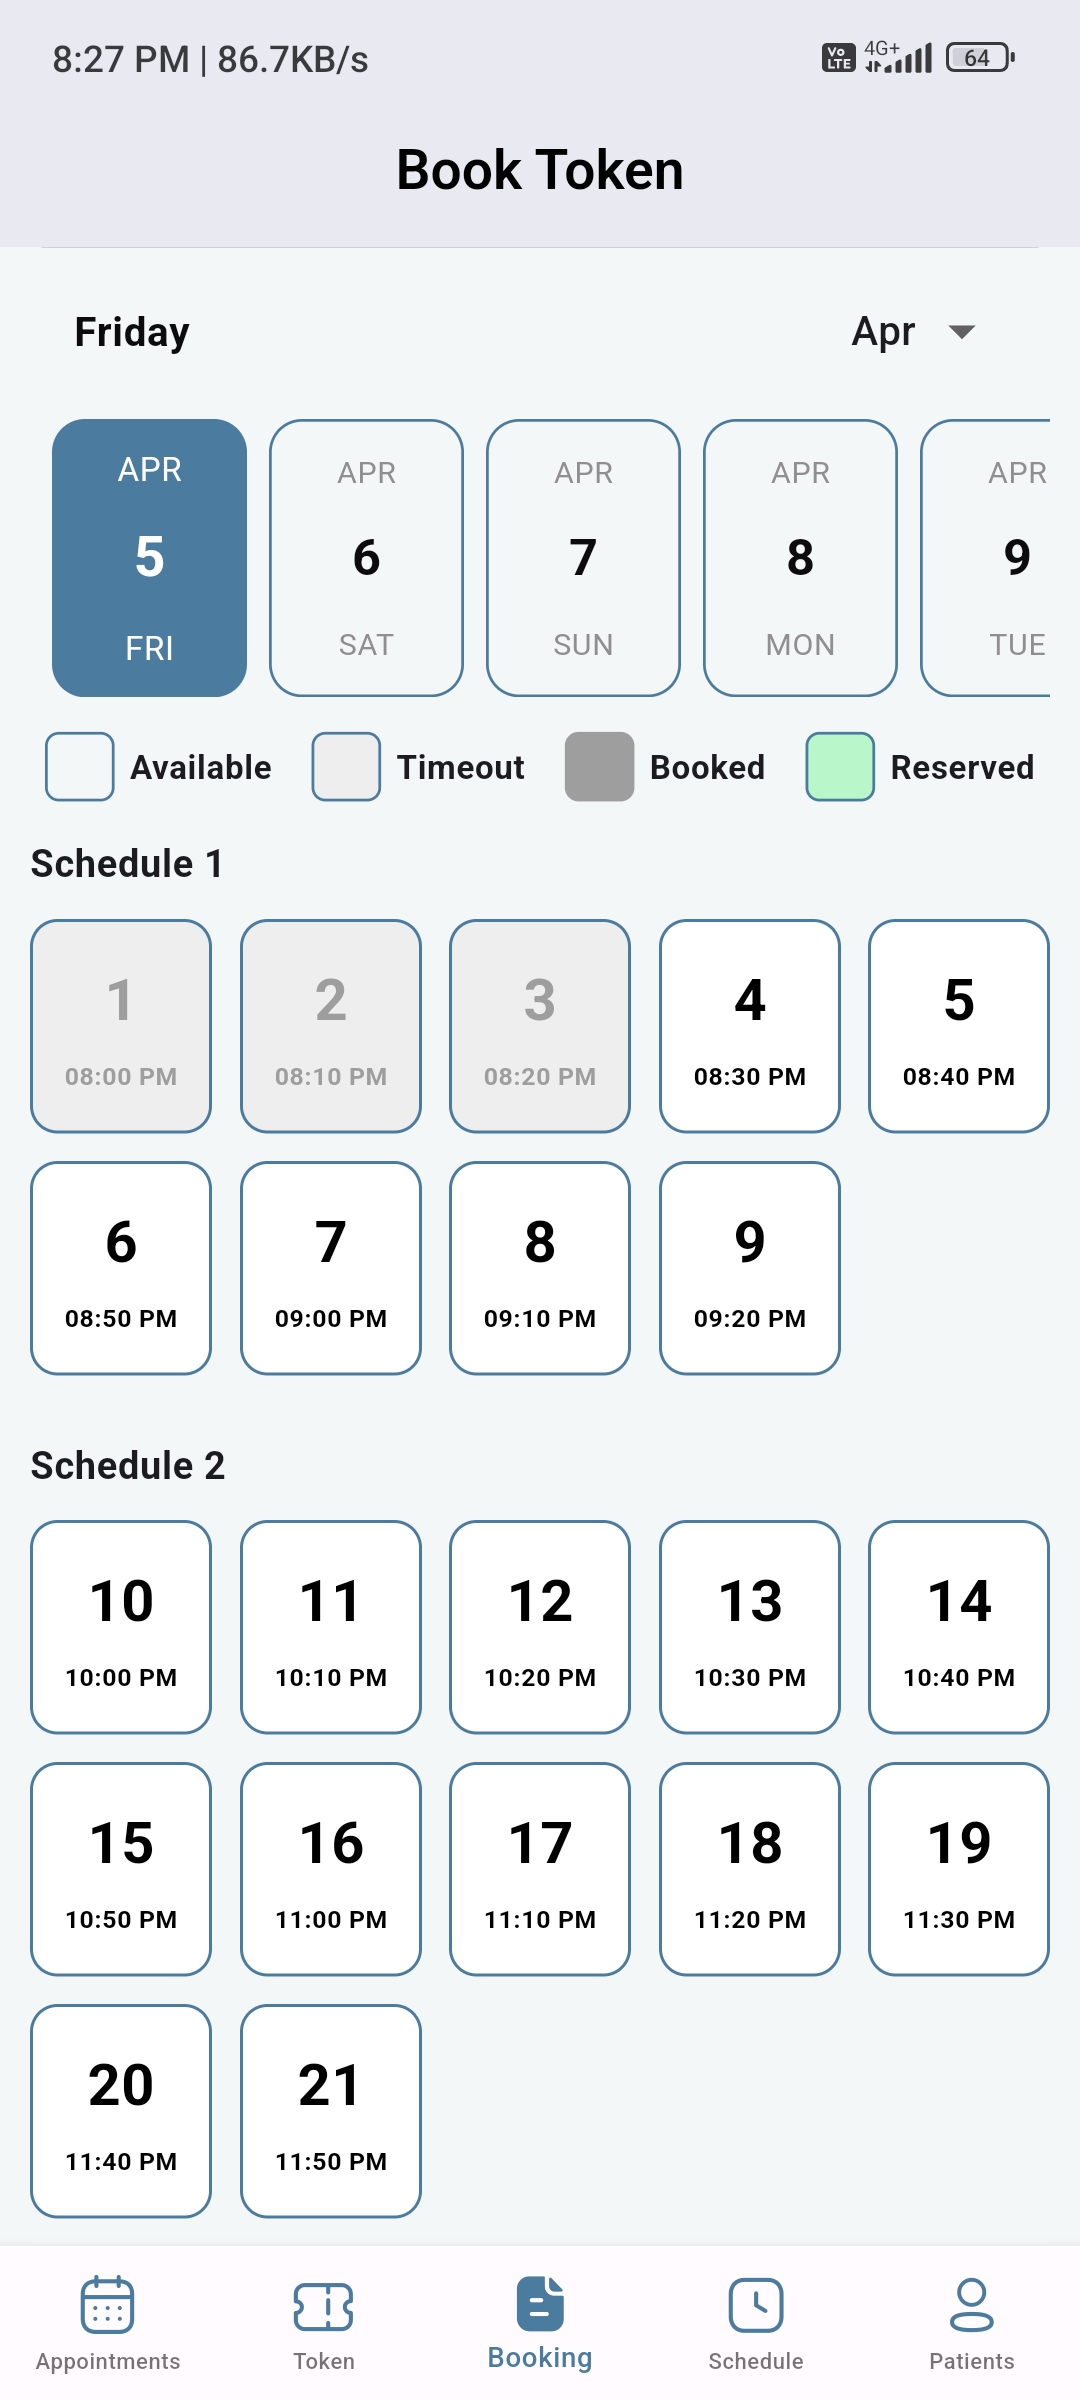 8:27 PM | 86.7KB/s Vo LTE 4G+ 64
Book Token
Friday Apr
APR APR APR APR APR
5 6 7 8 9
FRI SAT SUN MON TUE
Available Timeout Booked Reserved
Schedule 1
1 2 3 4 5
08:00 PM 08:10 PM 08:20 PM 08:30 PM 08:40 PM
6 7 8 9
08:50 PM 09:00 PM 09:10 PM 09:20 PM
Schedule 2
10 11 12 13 14
10:00 PM 10:10 PM 10:20 PM 10:30 PM 10:40 PM
15 16 17 18 19
10:50 PM 11:00 PM 11:10 PM 11:20 PM 11:30 PM
20 21
11:40 PM 11:50 PM
Appointments Token Booking Schedule Patients